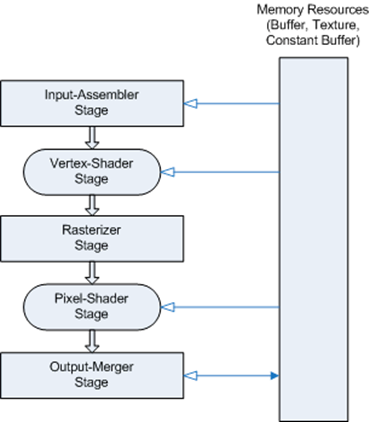 Memory Resources
(Buffer, Texture,
Constant Buffer)
Input-Assembler
Stage
Vertex-Shader
Stage
Rasterizer
Stage
Pixel-Shader
Stage
Output-Merger
Stage